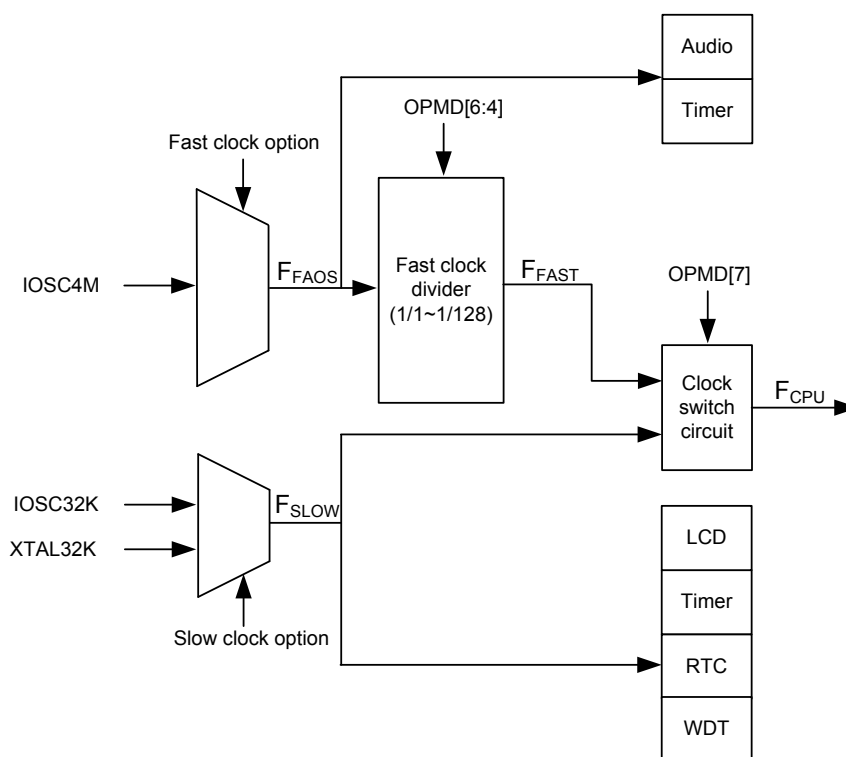 Audio
OPMD[6:4]
Timer
Fast clock option
IOSC4M
FFAOS
Fast clock
divider
(1/1~1/128)
FFAST
OPMD[7]
Clock
switch
circuit
FCPU
IOSC32K
FSLOW
XTAL32K
LCD
Timer
Slow clock option
RTC
WDT